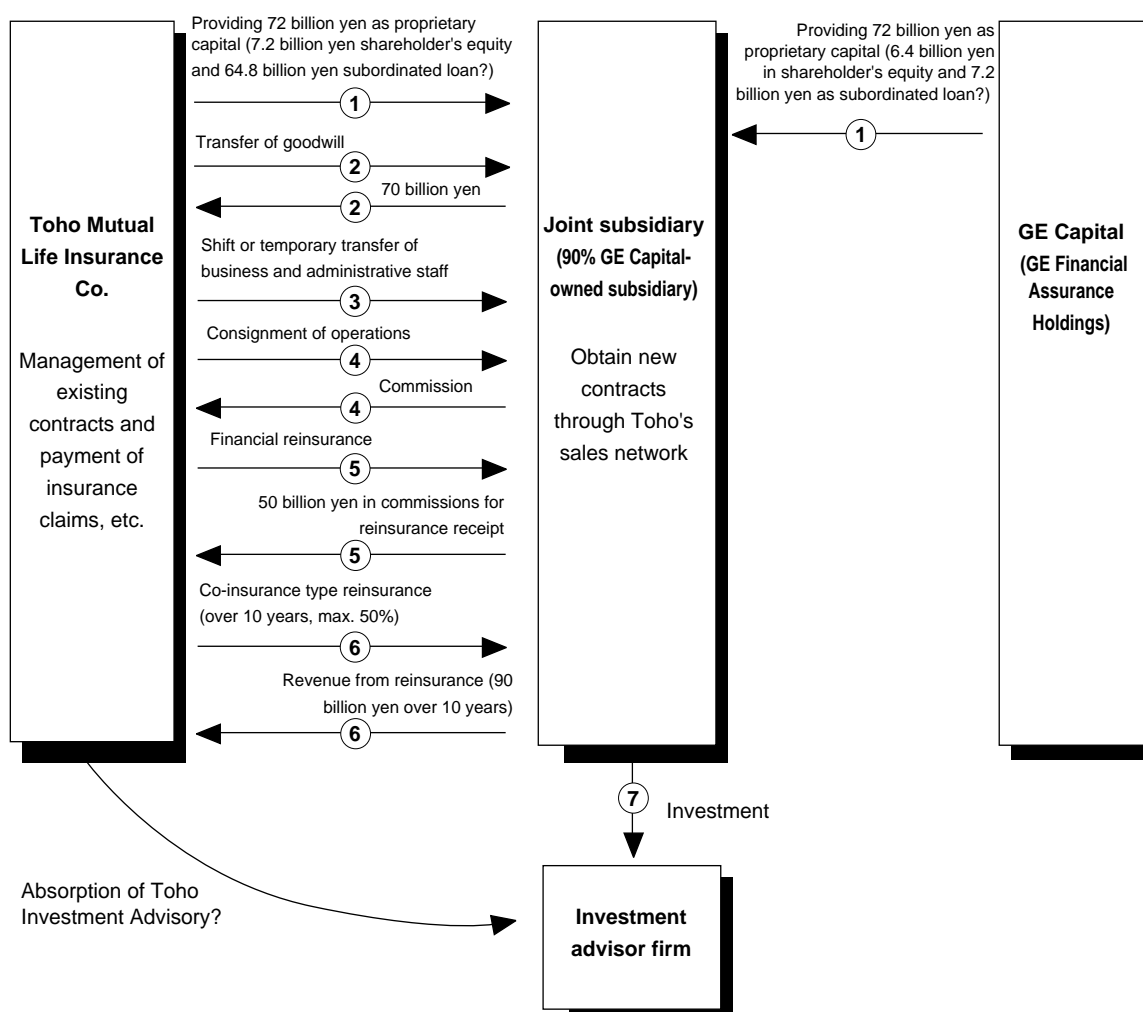 Providing 72 billion yen as proprietary
capital (7.2 billion yen shareholder's equity
and 64.8 billion yen subordinated loan?)
1
Transfer of goodwill
2
70 billion yen
2
Shift or temporary transfer of
business and administrative staff
3
Consignment of operations
4
Commission
4
Financial reinsurance
5
50 billion yen in commissions for
reinsurance receipt
5
Co-insurance type reinsurance
(over 10 years, max. 50%)
6
Revenue from reinsurance (90
billion yen over 10 years)
6
Providing 72 billion yen as
proprietary capital (6.4 billion yen
in shareholder's equity and 7.2
billion yen as subordinated loan?)
1
Toho Mutual
Life Insurance
Co.
Management of
existing
contracts and
payment of
insurance
claims, etc.
Joint subsidiary
(90% GE Capital-
owned subsidiary)
Obtain new
contracts
through Toho's
sales network
GE Capital
(GE Financial
Assurance
Holdings)
7
Investment
Absorption of Toho
Investment Advisory?
Investment
advisor firm